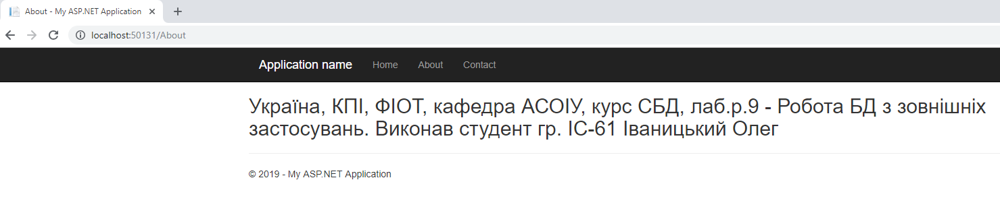 About - My ASP.NET Application
localhost:50131/About
Application name Home About Contact
Україна, КПІ, ФІОТ, кафедра АСОІУ, курс СБД, лаб.р.9 - Робота БД з зовнішніх
застосувань. Виконав студент гр. ІС-61 Іваницький Олег
© 2019 - My ASP.NET Application